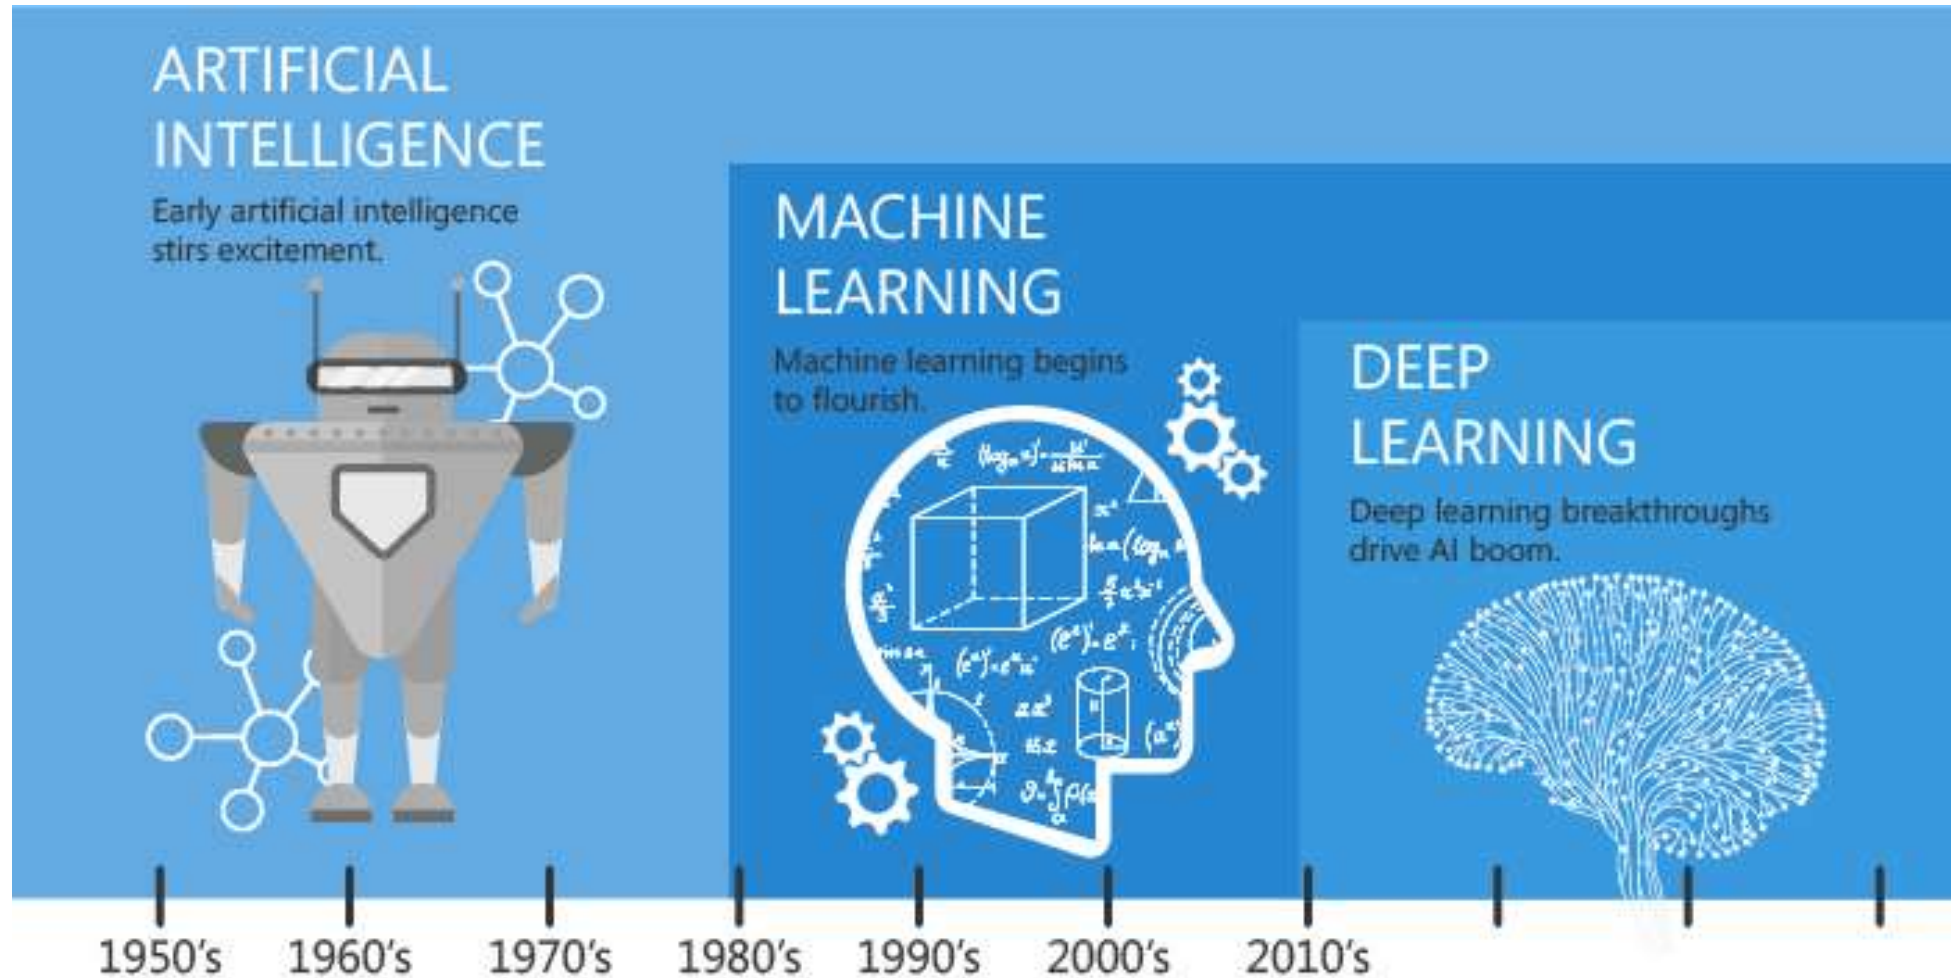 ARTIFICIAL
INTELLIGENCE
Early artificial intelligence
stirs excitement.
MACHINE
LEARNING
Machine learning begins
to flourish.
DEEP
LEARNING
Deep learning breakthroughs
drive AI boom.
1950's 1960's 1970's 1980's 1990's 2000's 2010's